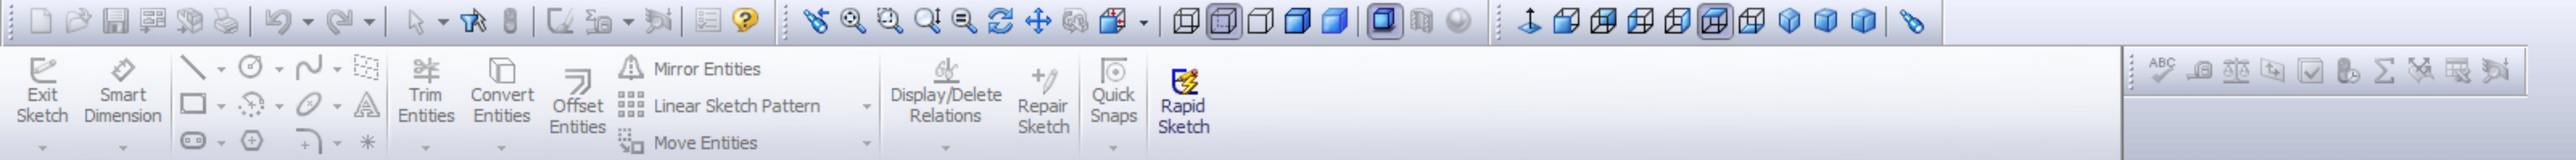 Exit
Sketch
Smart
Dimension
Trim
Entities
Convert
Entities
Offset
Entities
Mirror Entities
Linear Sketch Pattern
Move Entities
Display/Delete
Relations
Repair
Sketch
Quick
Snaps
Rapid
Sketch
ABC